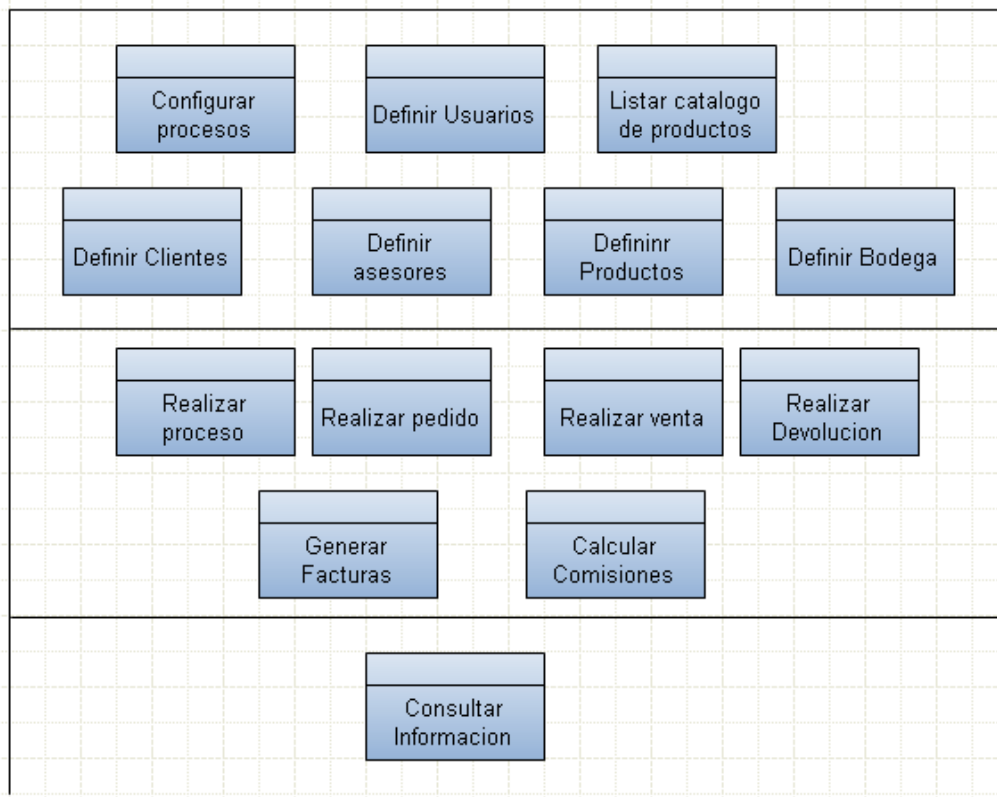 Configurar
procesos
Definir Usuarios
Listar catalogo
de productos
Definir Clientes
Definir
asesores
Defininr
Productos
Definir Bodega
Realizar
proceso
Realizar pedido
Realizar venta
Realizar
Devolucion
Generar
Facturas
Calcular
Comisiones
Consultar
Informacion